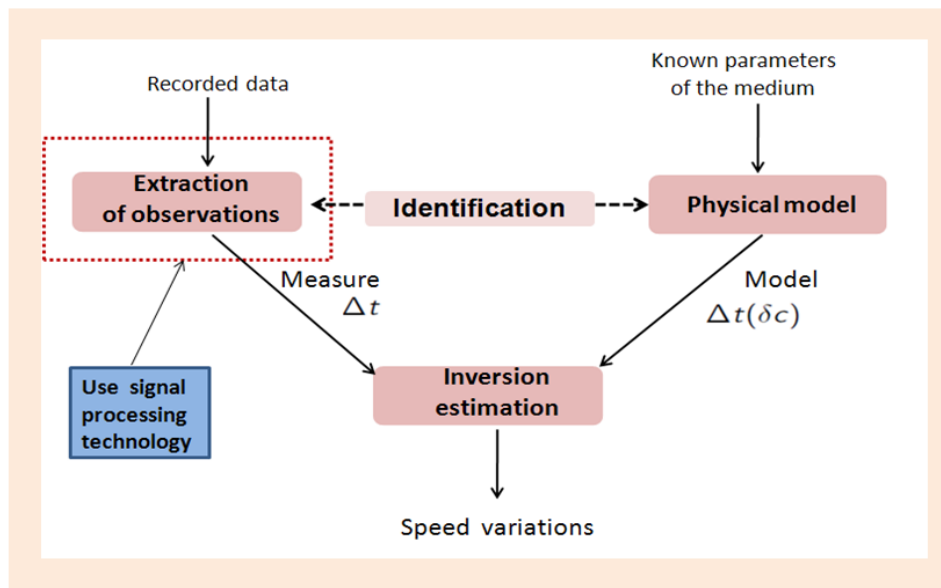 Recorded data
Known parameters
of the medium
Extraction
of observations
Identification
Physical model
Measure
Δt
Model
Δt(δc)
Use signal
processing
technology
Inversion
estimation
Speed variations